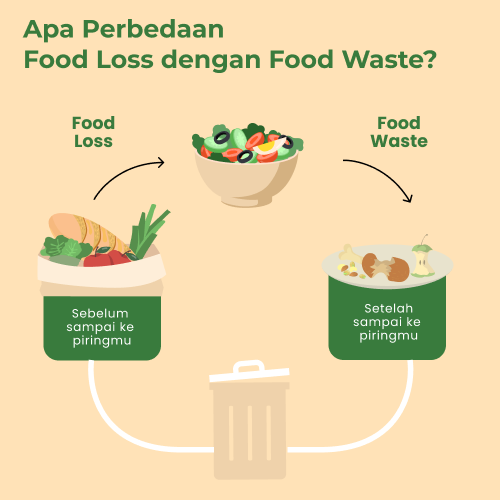 Apa Perbedaan
Food Loss dengan Food Waste?
Food
Loss
Food
Waste
Sebelum
sampai ke
piringmu
Setelah
sampai ke
piringmu